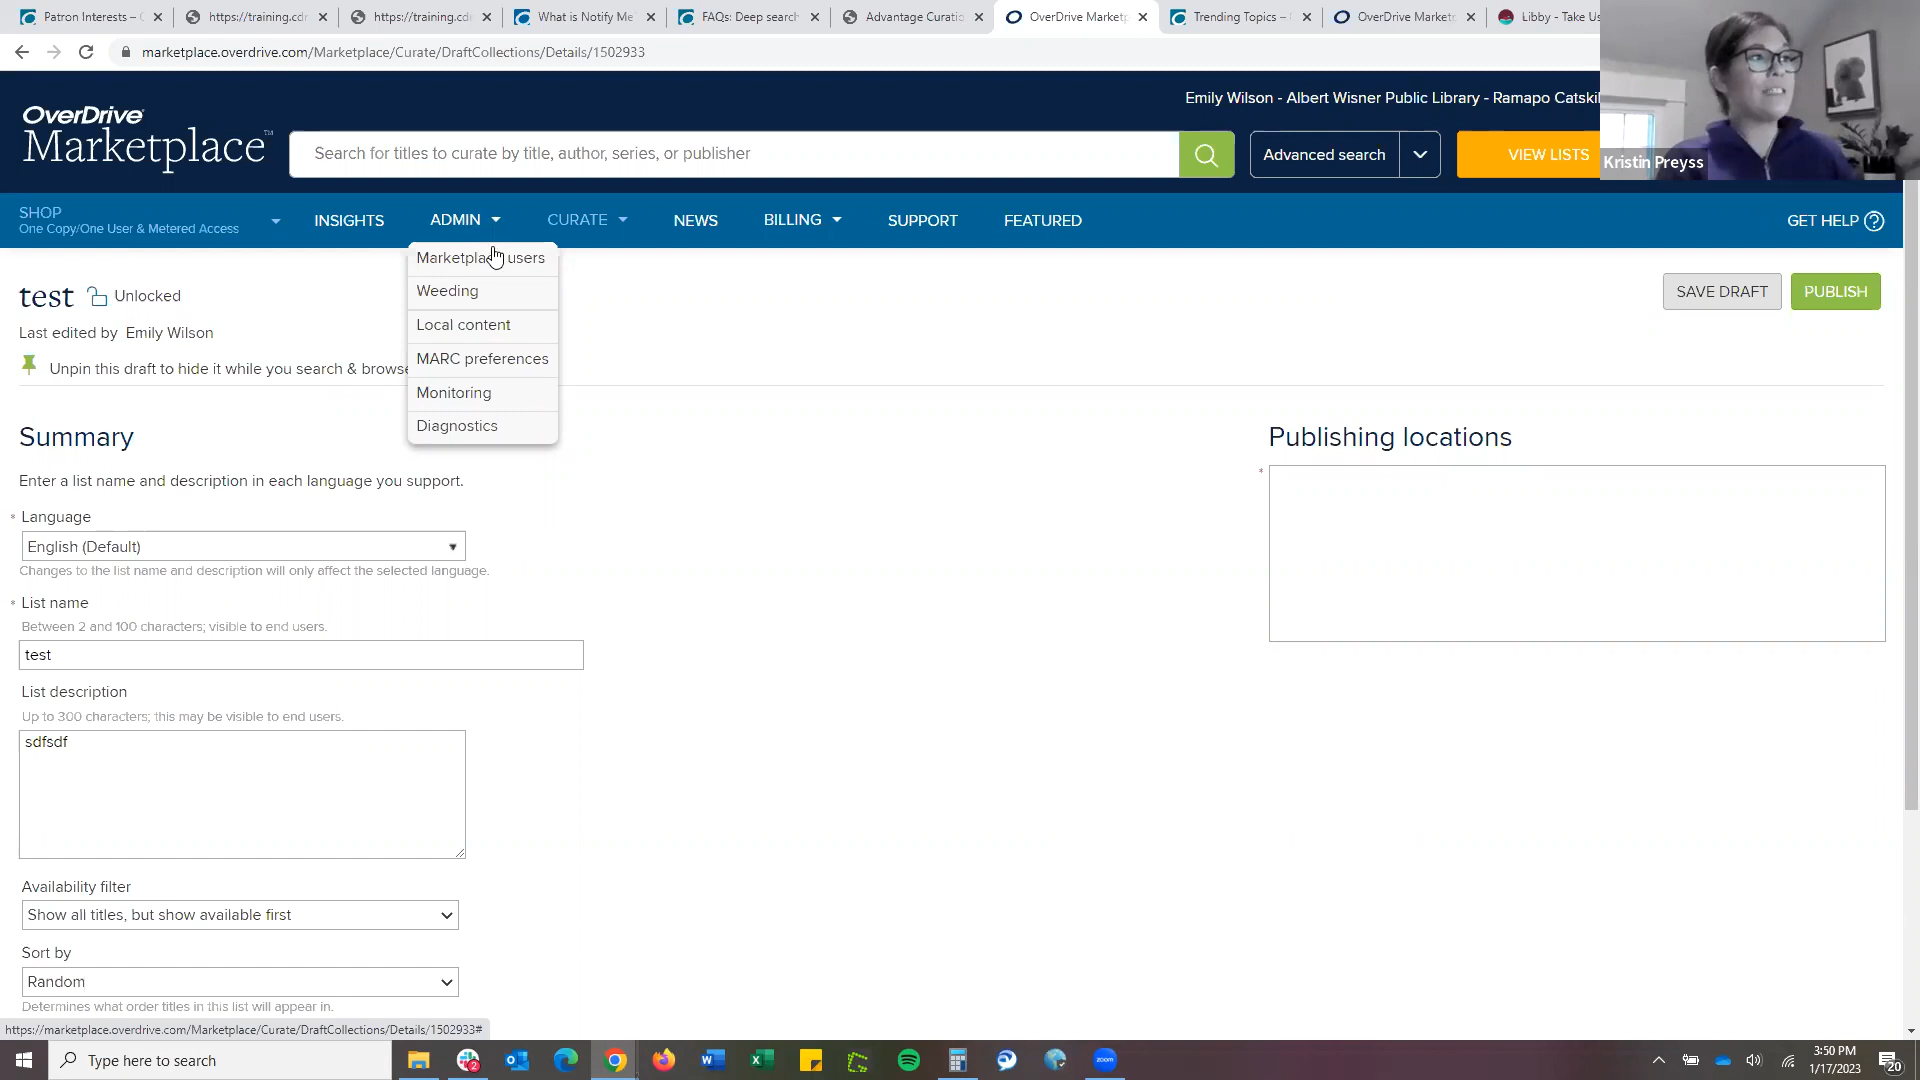 Patron Interests – C
https://training.cdn
https://training.cde
What is Notify Me
FAQs: Deep search
Advantage Curatio
OverDrive Marketp
Trending Topics –
OverDrive Marketp
Libby - Take Us
marketplace.overdrive.com/Marketplace/Curate/DraftCollections/Details/1502933
Emily Wilson - Albert Wisner Public Library - Ramapo Catskil
OverDrive
Marketplace™
Search for titles to curate by title, author, series, or publisher
Advanced search
VIEW LISTS
Kristin Preyss
SHOP
One Copy/One User & Metered Access
INSIGHTS
ADMIN
CURATE
NEWS
BILLING
SUPPORT
FEATURED
GET HELP ?
Marketplace users
Weeding
Local content
MARC preferences
Monitoring
Diagnostics
test
Unlocked
SAVE DRAFT
PUBLISH
Last edited by Emily Wilson
Unpin this draft to hide it while you search & browse
Summary
Publishing locations
Enter a list name and description in each language you support.
* Language
English (Default)
Changes to the list name and description will only affect the selected language.
* List name
Between 2 and 100 characters; visible to end users.
test
List description
Up to 300 characters; this may be visible to end users.
sdfsdf
Availability filter
Show all titles, but show available first
Sort by
Random
Determines what order titles in this list will appear in.
https://marketplace.overdrive.com/Marketplace/Curate/DraftCollections/Details/1502933#
Type here to search
zoom
3:50 PM
1/17/2023
20